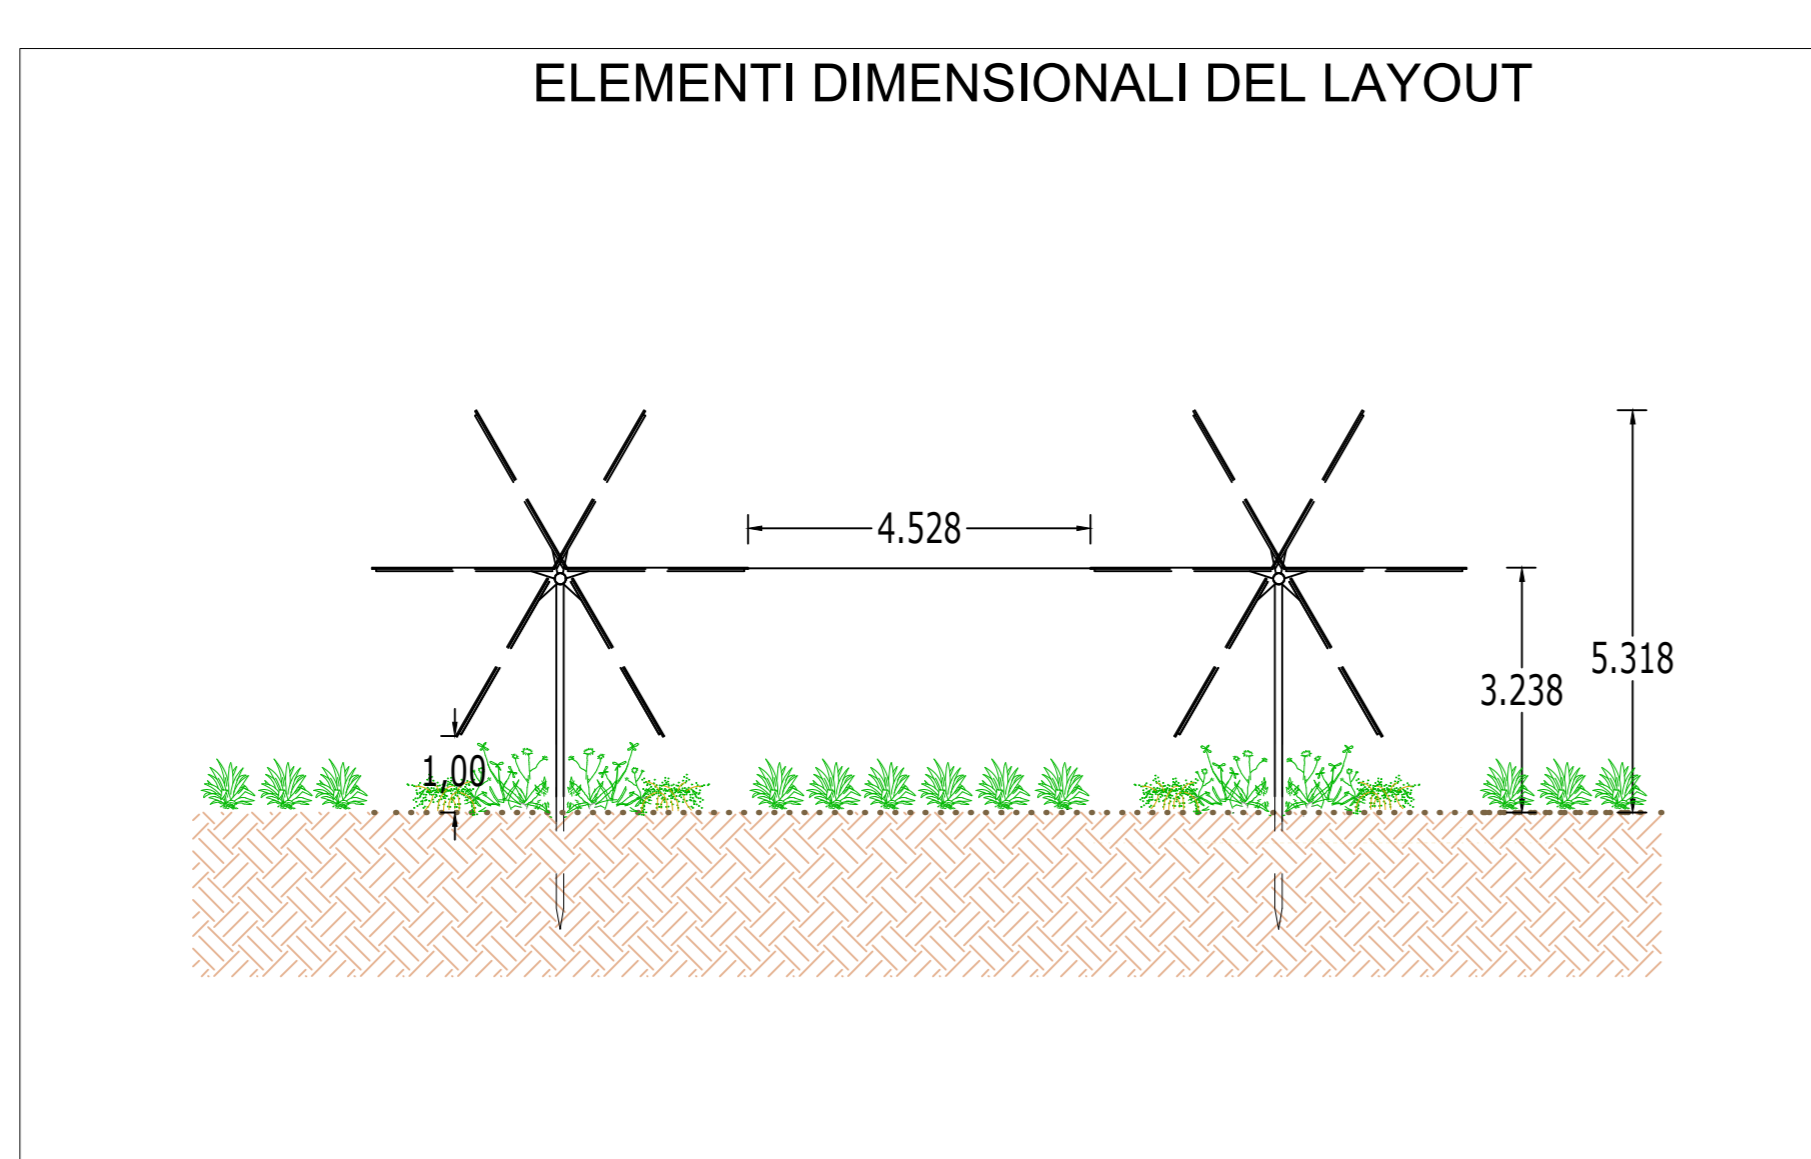 ELEMENTI DIMENSIONALI DEL LAYOUT
4.528
5.318
3.238
1,00